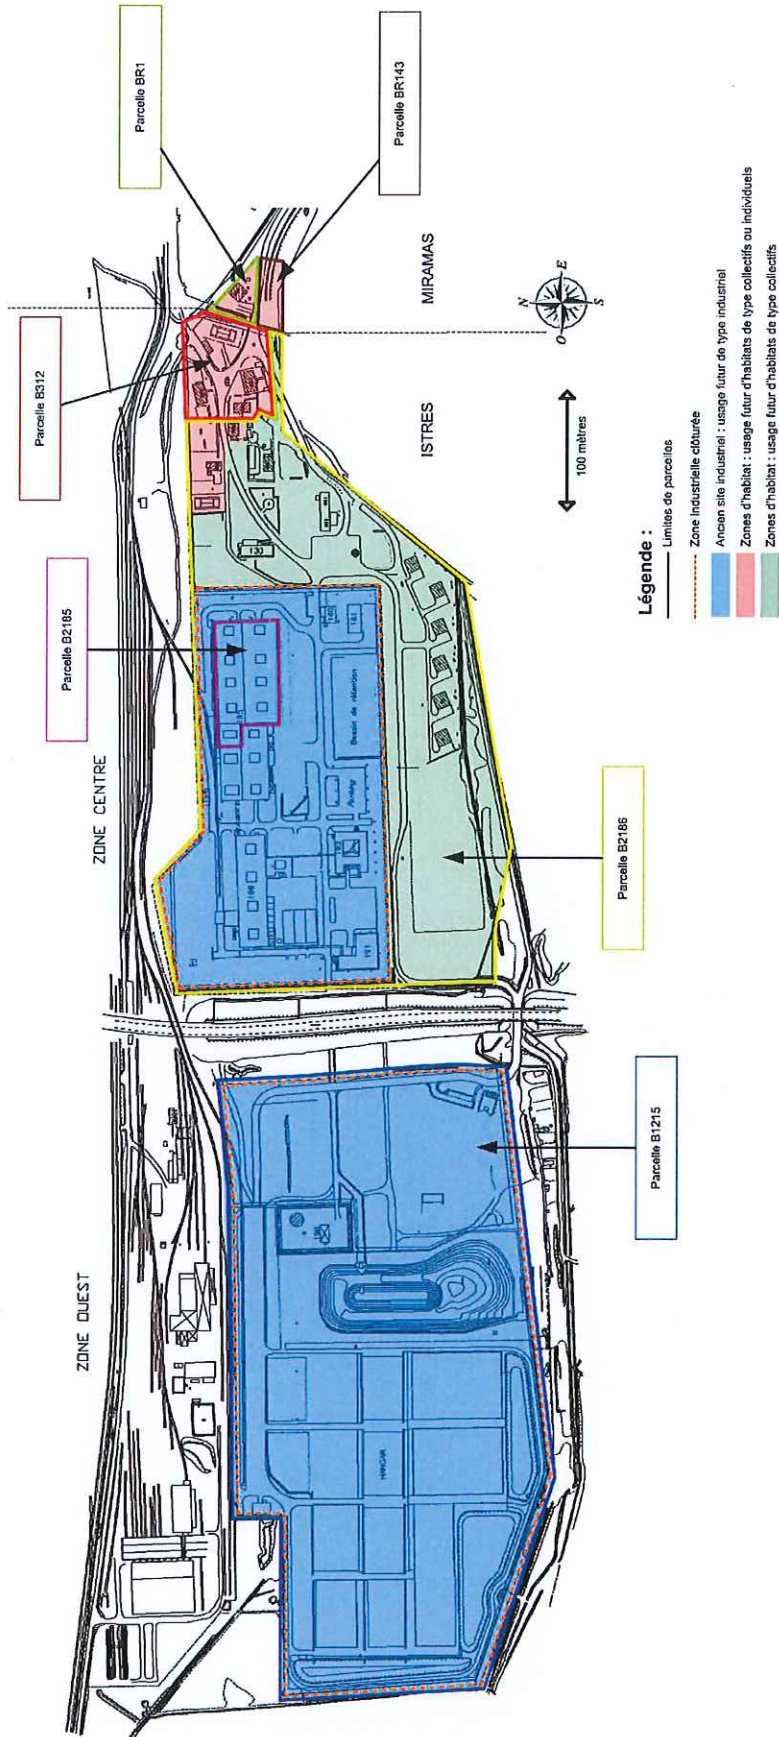 ZONE OUEST
ZONE CENTRE
Parcelle B312
Parcelle BR1
Parcelle B2185
Parcelle BR143
MIRAMAS
ISTRES
N
E
S
O
100 mètres
130
Bassin de rétention
Parking
HANGAR
Parcelle B2186
Parcelle B1215
Légende :
Limites de parcelles
Zone Industrielle clôturée
Ancien site industriel : usage futur de type industriel
Zones d'habitat : usage futur d'habitats de type collectifs ou individuels
Zones d'habitat : usage futur d'habitats de type collectifs